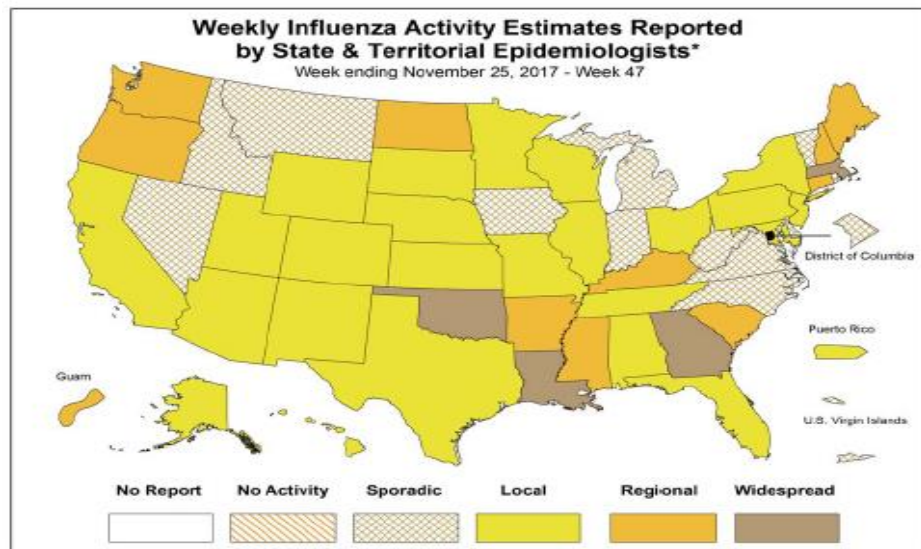 Weekly Influenza Activity Estimates Reported
by State & Territorial Epidemiologists*
Week ending November 25, 2017 - Week 47
District of Columbia
Puerto Rico
Guam
U.S. Virgin Islands
No Report No Activity Sporadic Local Regional Widespread